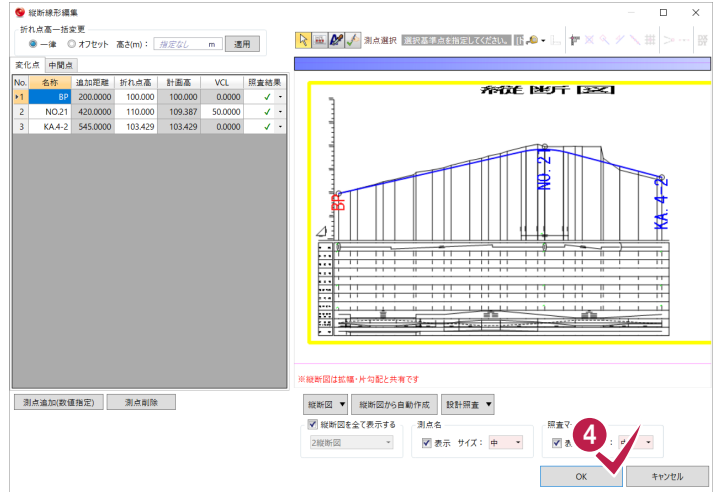 縦断線形編集
折れ点高一括変更
一律 オフセット 高さ(m)： 指定なし m 適用
測点選択 選択基準点を指定してください。
変化点 中間点
No. 名称 追加距離 折れ点高 計画高 VCL 照査結果
1 BP 200.0000 100.000 100.000 0.0000
2 NO.21 420.0000 110.000 109.387 50.0000
3 KA.4-2 545.0000 103.429 103.429 0.0000
縦断図
BP
NO. 21
KA. 4-2
※縦断図は拡幅・片勾配と共有です
測点追加(数値指定) 測点削除
縦断図 ▼ 縦断図から自動作成 設計照査 ▼
縦断図を全て表示する
2縦断図
測点名
表示 サイズ： 中
照査マ
表 ： 中
4
OK キャンセル